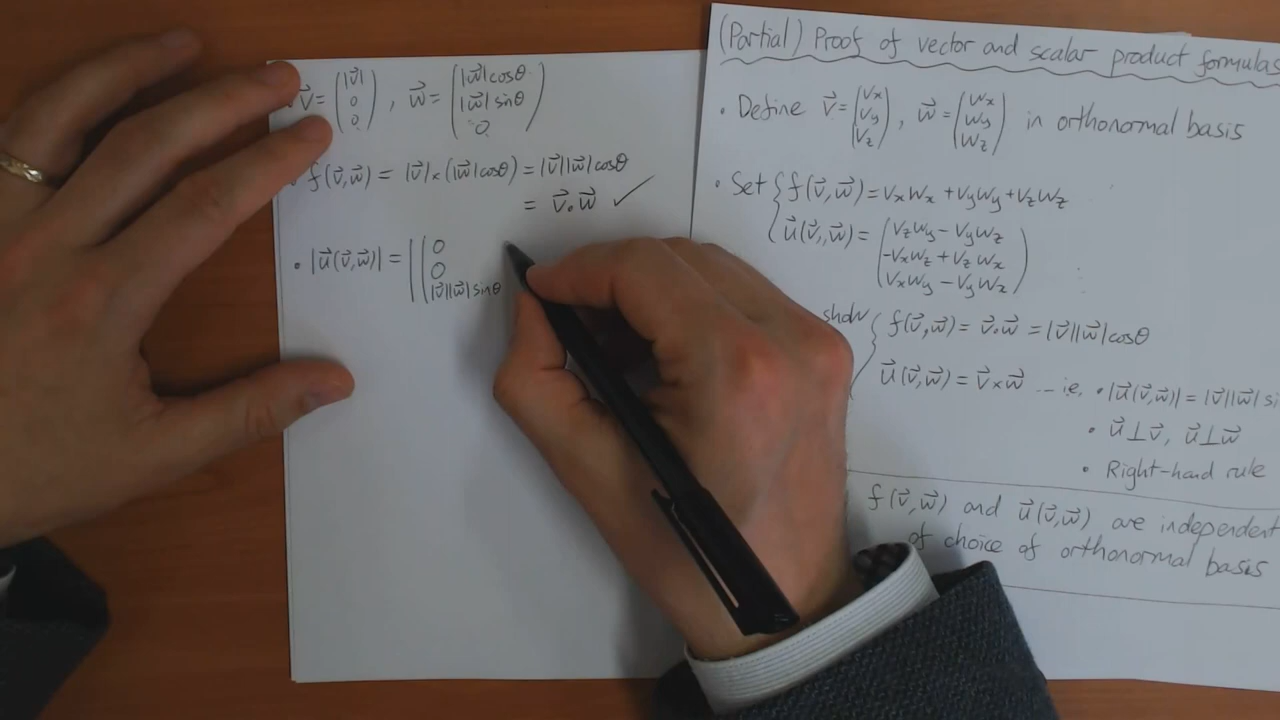 v⃗ = (|v⃗| 0 0), w⃗ = (|w⃗|cosθ |w⃗|sinθ 0)
f(v⃗,w⃗) = |v⃗|×(|w⃗|cosθ) = |v⃗||w⃗|cosθ
= v⃗•w⃗ ✓
• |u⃗(v⃗,w⃗)| = |(0 0 |v⃗||w⃗|sinθ
(Partial) Proof of vector and scalar product formulas
• Define v⃗ = (vx vy vz), w⃗ = (wx wy wz) in orthonormal basis
• Set { f(v⃗,w⃗) = vxwx + vywy + vzwz
u⃗(v⃗,w⃗) = (vzwy − vywz
−vxwz + vzwx
vxwy − vywx)
show { f(v⃗,w⃗) = v⃗•w⃗ = |v⃗||w⃗|cosθ
u⃗(v⃗,w⃗) = v⃗×w⃗ ... i.e. • |u⃗(v⃗,w⃗)| = |v⃗||w⃗| si
• u⃗⊥v⃗, u⃗⊥w⃗
• Right-hand rule
f(v⃗,w⃗) and u⃗(v⃗,w⃗) are independent
of choice of orthonormal basis